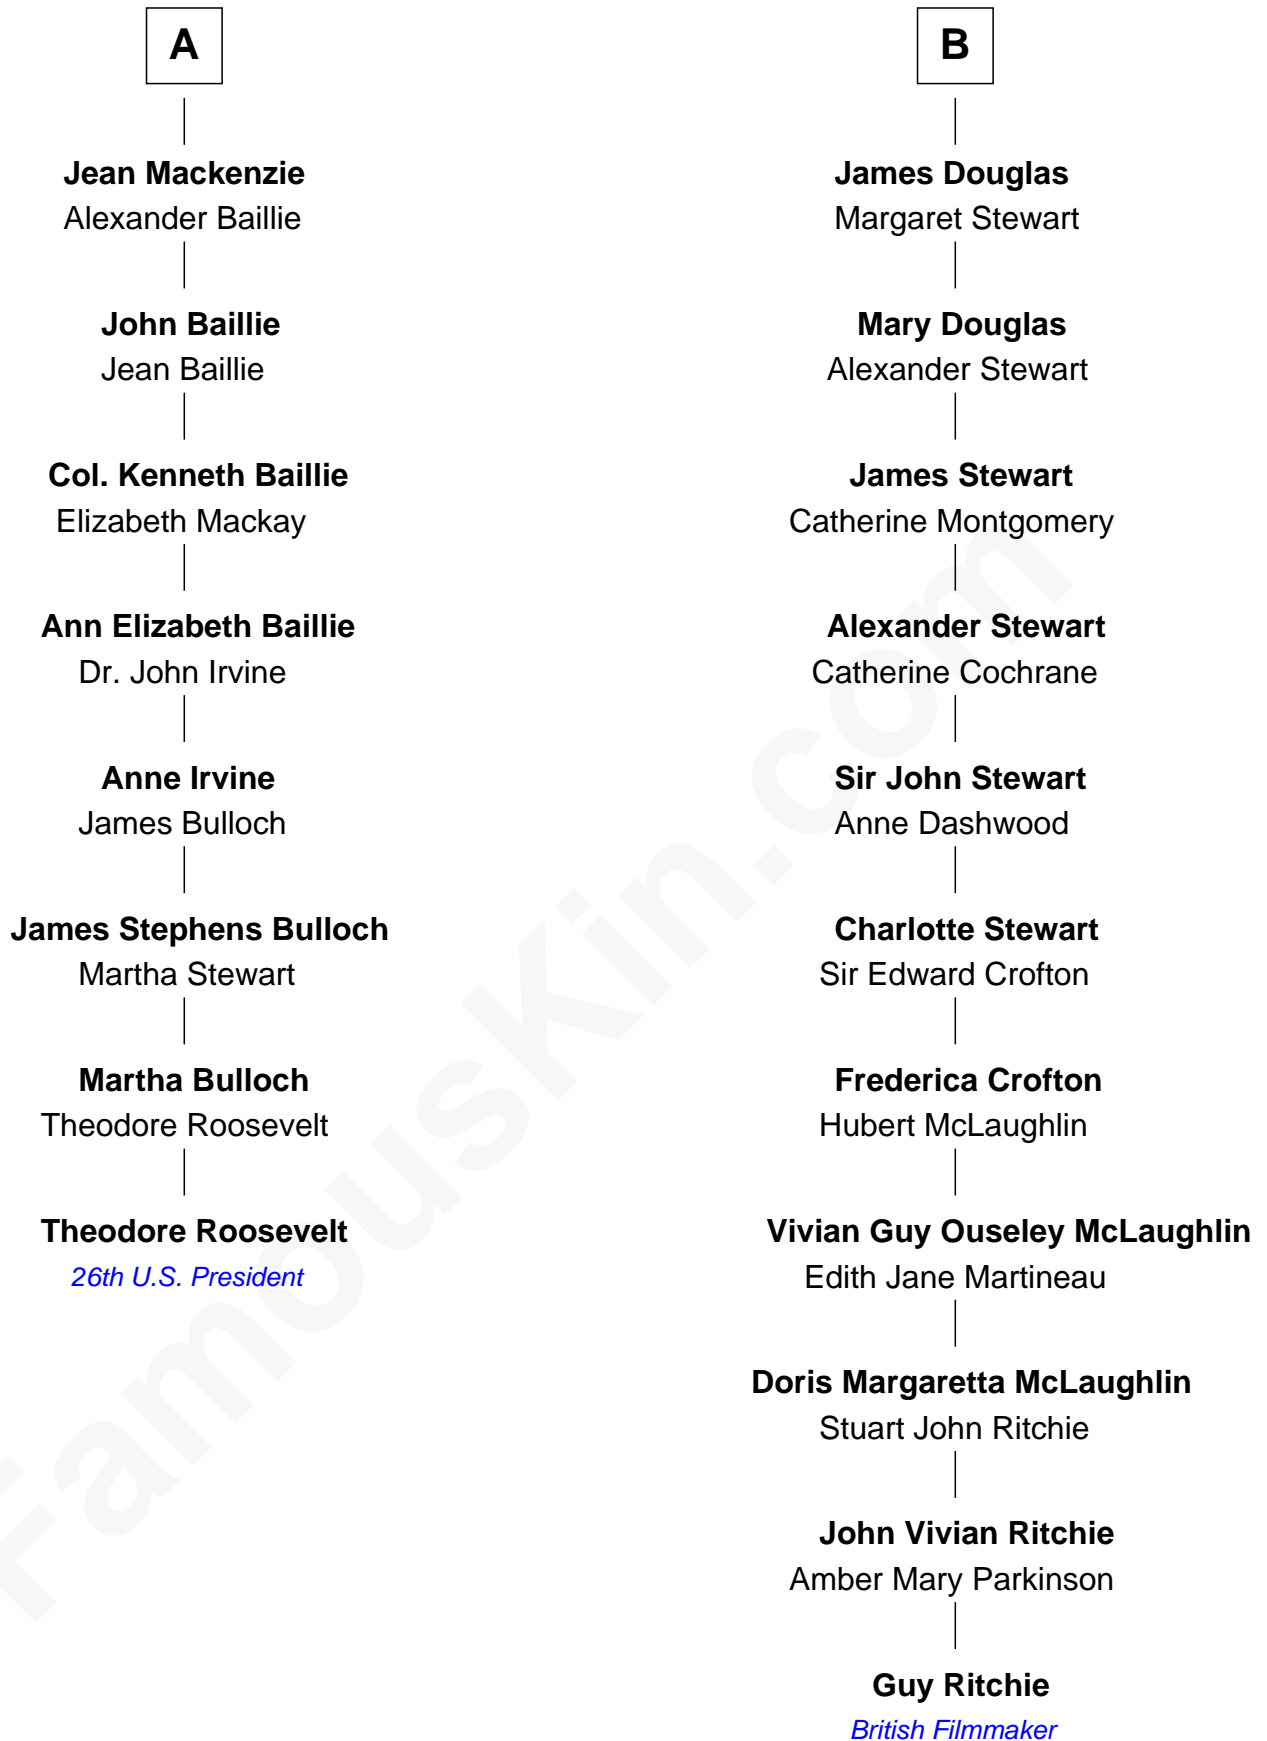 A
Jean Mackenzie
Alexander Baillie
John Baillie
Jean Baillie
Col. Kenneth Baillie
Elizabeth Mackay
Ann Elizabeth Baillie
Dr. John Irvine
Anne Irvine
James Bulloch
James Stephens Bulloch
Martha Stewart
Martha Bulloch
Theodore Roosevelt
Theodore Roosevelt
26th U.S. President
B
James Douglas
Margaret Stewart
Mary Douglas
Alexander Stewart
James Stewart
Catherine Montgomery
Alexander Stewart
Catherine Cochrane
Sir John Stewart
Anne Dashwood
Charlotte Stewart
Sir Edward Crofton
Frederica Crofton
Hubert McLaughlin
Vivian Guy Ouseley McLaughlin
Edith Jane Martineau
Doris Margaretta McLaughlin
Stuart John Ritchie
John Vivian Ritchie
Amber Mary Parkinson
Guy Ritchie
British Filmmaker
FamousKin.com